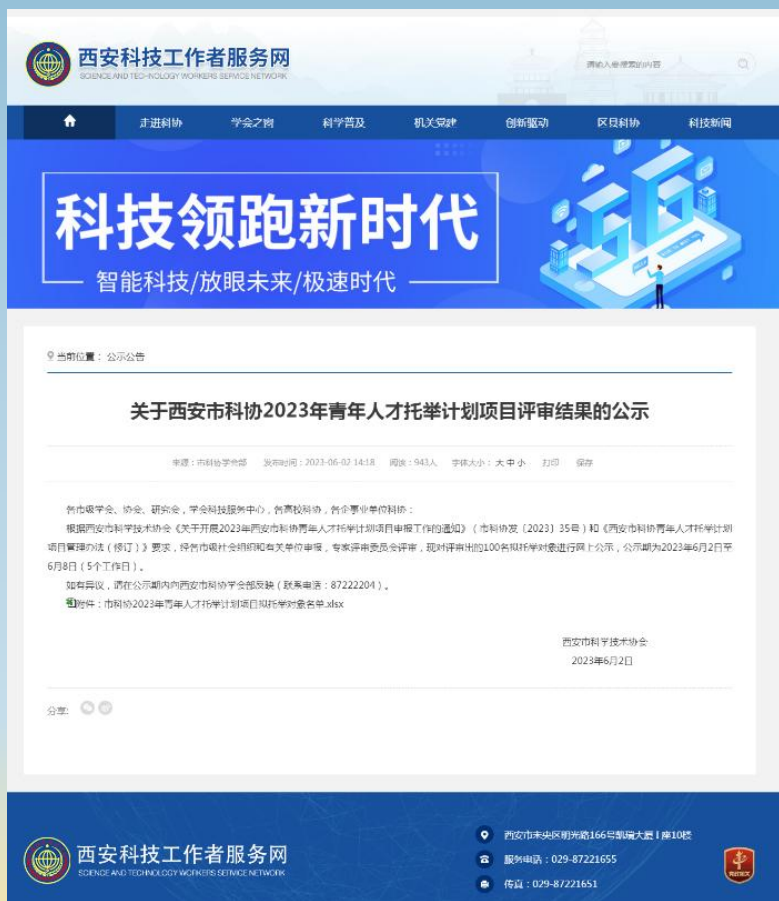 西安科技工作者服务网
SCIENCE AND TECHNOLOGY WORKERS SERVICE NETWORK
请输入要搜索的内容
走进科协 学会之窗 科学普及 机关党建 创新驱动 区县科协 科技新闻
科技领跑新时代
智能科技/放眼未来/极速时代
5G
当前位置： 公示公告
关于西安市科协2023年青年人才托举计划项目评审结果的公示
来源：市科协学会部 发布时间：2023-06-02 14:18 阅读：943人 字体大小：大 中 小 打印 保存
各市级学会、协会、研究会，学会科技服务中心，各高校科协，各企事业单位科协：
根据西安市科学技术协会《关于开展2023年西安市科协青年人才托举计划项目申报工作的通知》（市科协发〔2023〕35号）和《西安市科协青年人才托举计划
项目管理办法（修订）》要求，经各市级社会组织和有关单位申报，专家评审委员会评审，现对评审出的100名拟托举对象进行网上公示，公示期为2023年6月2日至
6月8日（5个工作日）。
如有异议，请在公示期内向西安市科协学会部反映（联系电话：87222204）。
附件：市科协2023年青年人才托举计划项目拟托举对象名单.xlsx
西安市科学技术协会
2023年6月2日
分享:
西安科技工作者服务网
SCIENCE AND TECHNOLOGY WORKERS SERVICE NETWORK
西安市未央区明光路166号凯瑞大厦I座10楼
服务电话：029-87221655
传真：029-87221651
党政机关